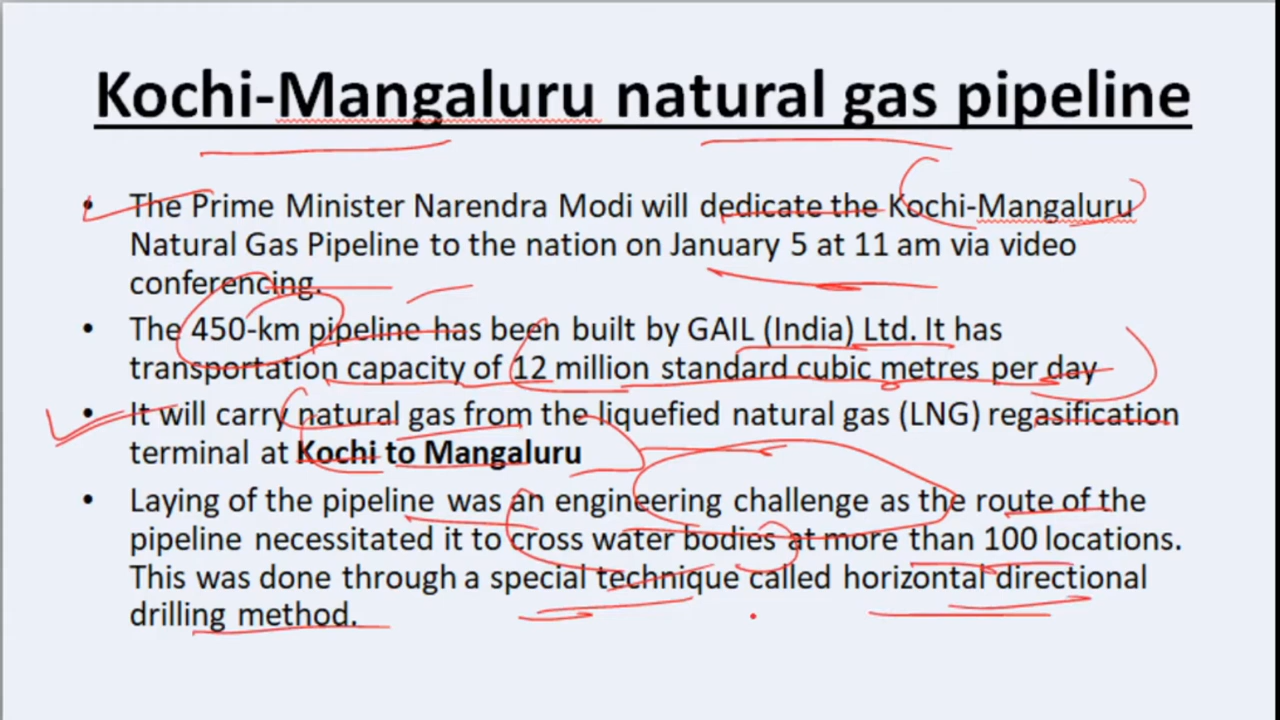 Kochi-Mangaluru natural gas pipeline
• The Prime Minister Narendra Modi will dedicate the Kochi-Mangaluru
Natural Gas Pipeline to the nation on January 5 at 11 am via video
conferencing.
• The 450-km pipeline has been built by GAIL (India) Ltd. It has
transportation capacity of 12 million standard cubic metres per day
• It will carry natural gas from the liquefied natural gas (LNG) regasification
terminal at Kochi to Mangaluru
• Laying of the pipeline was an engineering challenge as the route of the
pipeline necessitated it to cross water bodies at more than 100 locations.
This was done through a special technique called horizontal directional
drilling method.